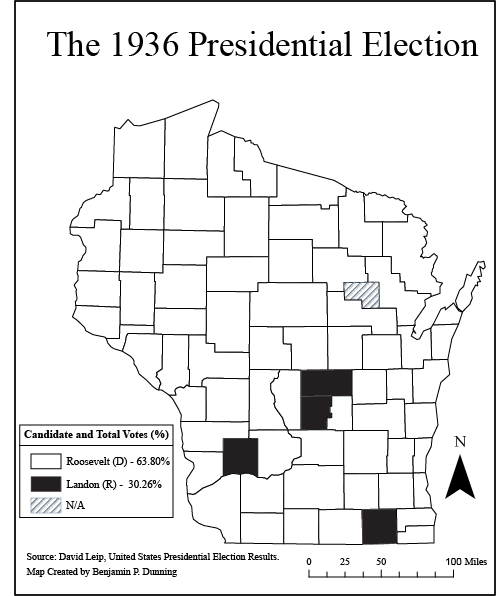 The 1936 Presidential Election
Candidate and Total Votes (%)
Roosevelt (D) - 63.80%
Landon (R) - 30.26%
N/A
N
Source: David Leip, United States Presidential Election Results.
Map Created by Benjamin P. Dunning
0 25 50 100 Miles